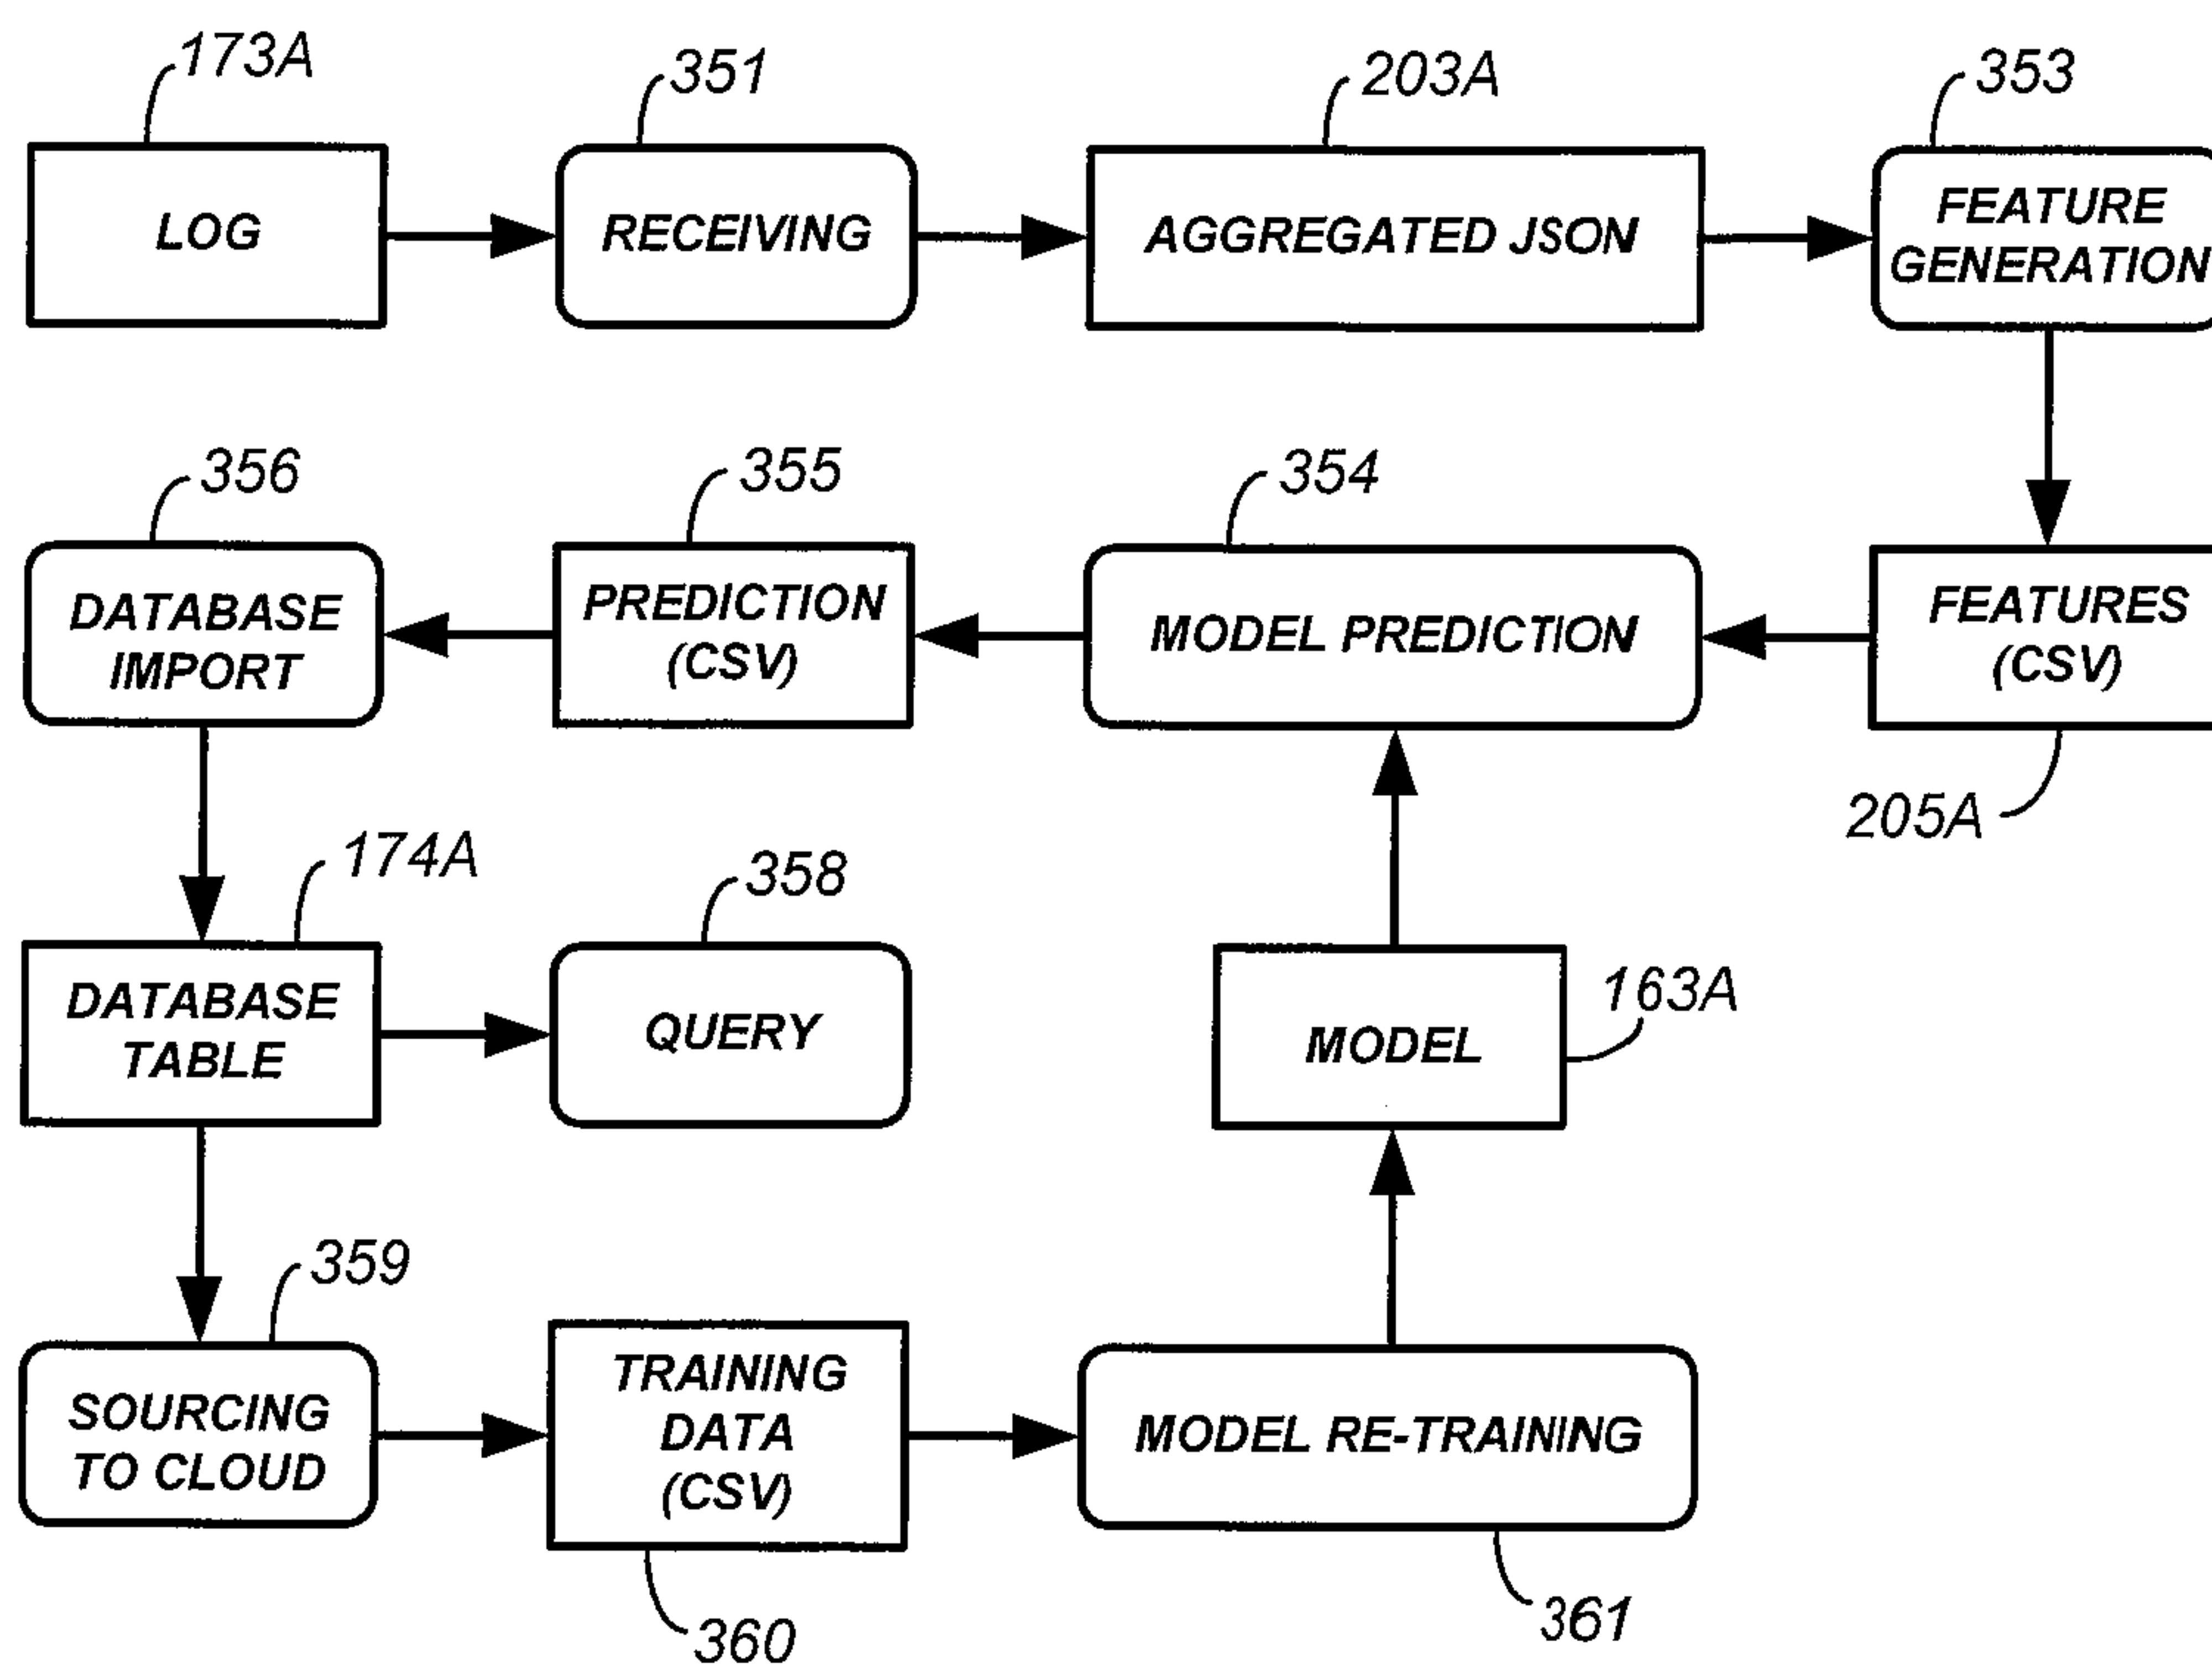 173A
351
203A
353
LOG
RECEIVING
AGGREGATED JSON
FEATURE
GENERATION
356
355
354
DATABASE
IMPORT
PREDICTION
(CSV)
MODEL PREDICTION
FEATURES
(CSV)
205A
174A
358
DATABASE
TABLE
QUERY
MODEL
163A
359
SOURCING
TO CLOUD
TRAINING
DATA
(CSV)
MODEL RE-TRAINING
360
361